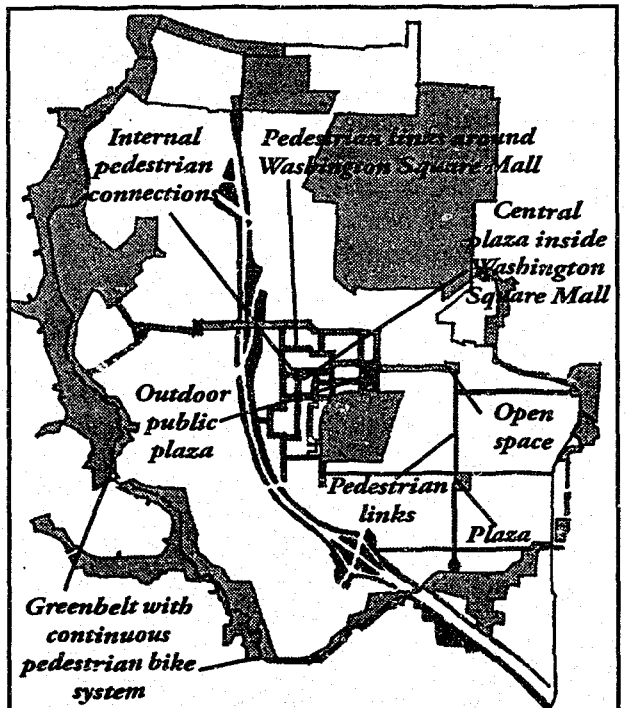 Internal
pedestrian
connections
Pedestrian links around
Washington Square Mall
Central
plaza inside
Washington
Square Mall
Outdoor
public
plaza
Open
space
Pedestrian
links
Plaza
Greenbelt with
continuous
pedestrian bike
system